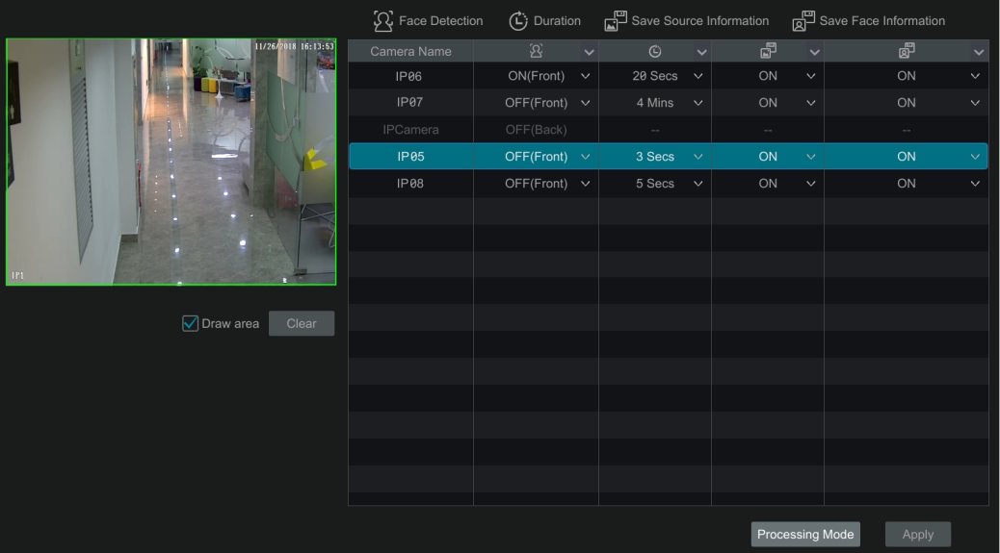 Face Detection Duration Save Source Information Save Face Information
11/26/2018 16:13:53
Camera Name
IP06 ON(Front) 20 Secs ON ON
IP07 OFF(Front) 4 Mins ON ON
IPCamera OFF(Back) -- -- --
IP05 OFF(Front) 3 Secs ON ON
IP08 OFF(Front) 5 Secs ON ON
IP1
Draw area Clear
Processing Mode Apply